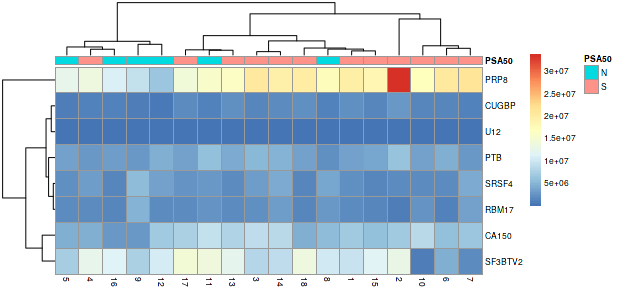 PSA50
PSA50
N
S
3e+07
2.5e+07
2e+07
1.5e+07
1e+07
5e+06
PRP8
CUGBP
U12
PTB
SRSF4
RBM17
CA150
SF3BTV2
5 4 16 9 12 17 11 13 3 14 18 8 1 15 2 10 6 7